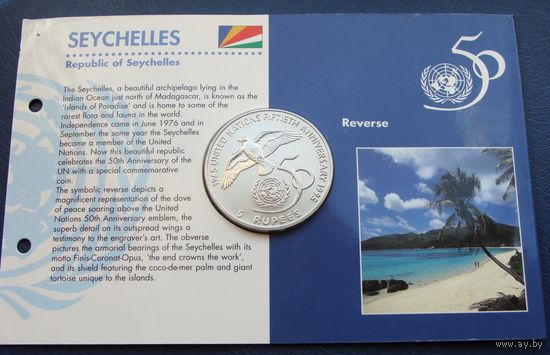 SEYCHELLES
Republic of Seychelles
The Seychelles, a beautiful archipelago lying in the
Indian Ocean just north of Madagascar, is known as the
'Islands of Paradise' and is home to some of the
rarest flora and fauna in the world.
Independence came in June 1976 and in
September the same year the Seychelles
became a member of the United
Nations. Now this beautiful republic
celebrates the 50th Anniversary of the
UN with a special commemorative
coin.
The symbolic reverse depicts a
magnificent representation of the dove
of peace soaring above the United
Nations 50th Anniversary emblem, the
superb detail on its outspread wings a
testimony to the engraver's art. The obverse
pictures the armorial bearings of the Seychelles with its
motto Finis-Coronat-Opus, 'the end crowns the work',
and its shield featuring the coco-de-mer palm and giant
tortoise unique to the islands.
UNITED NATIONS FIFTIETH ANNIVERSARY
50
5 RUPEES
50
Reverse
www.ay.by